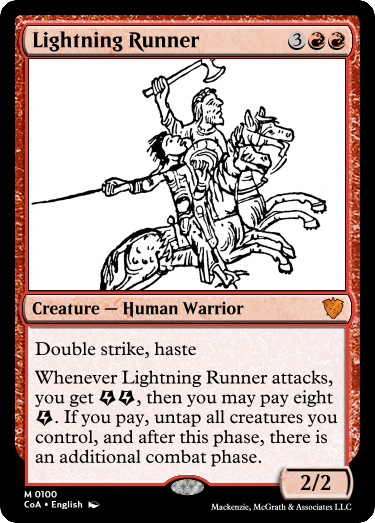 Lightning Runner 3
Creature — Human Warrior
Double strike, haste
Whenever Lightning Runner attacks,
you get , then you may pay eight
. If you pay, untap all creatures you
control, and after this phase, there is
an additional combat phase.
2/2
M 0100
CoA • English
Mackenzie, McGrath & Associates LLC